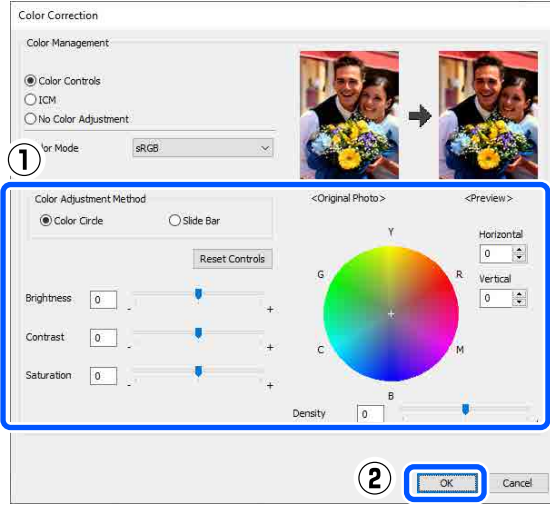 Color Correction
Color Management
Color Controls
ICM
No Color Adjustment
1
or Mode sRGB
Color Adjustment Method
Color Circle Slide Bar
Reset Controls
Brightness 0 - +
Contrast 0 - +
Saturation 0 - +
<Original Photo> <Preview>
Y
G R
C M
B
Horizontal
0
Vertical
0
Density 0
2
OK Cancel